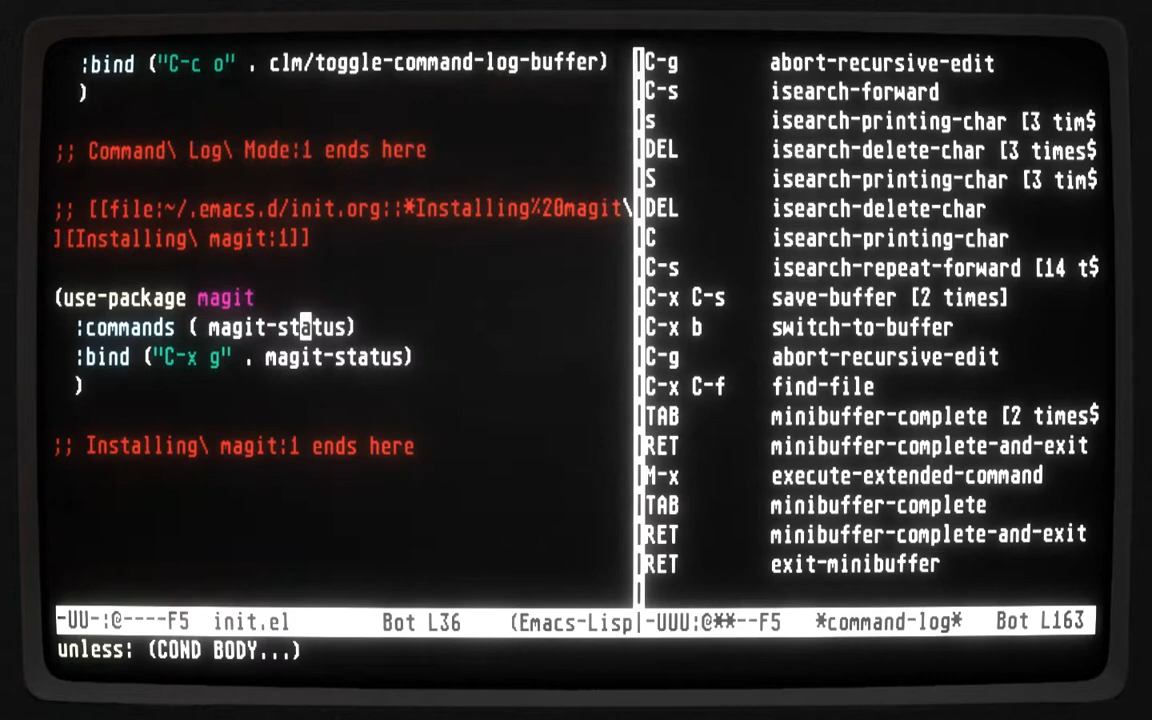 :bind ("C-c o" . clm/toggle-command-log-buffer)
)
;; Command\ Log\ Mode:1 ends here
;; [[file:~/.emacs.d/init.org::*Installing%20magit\
][Installing\ magit:1]]
(use-package magit
:commands ( magit-status)
:bind ("C-x g" . magit-status)
)
;; Installing\ magit:1 ends here
-UU-:@----F5 init.el Bot L36 (Emacs-Lisp
C-g abort-recursive-edit
C-s isearch-forward
s isearch-printing-char [3 tim$
DEL isearch-delete-char [3 times$
S isearch-printing-char [3 tim$
DEL isearch-delete-char
C isearch-printing-char
C-s isearch-repeat-forward [14 t$
C-x C-s save-buffer [2 times]
C-x b switch-to-buffer
C-g abort-recursive-edit
C-x C-f find-file
TAB minibuffer-complete [2 times$
RET minibuffer-complete-and-exit
M-x execute-extended-command
TAB minibuffer-complete
RET minibuffer-complete-and-exit
RET exit-minibuffer
-UUU:@**--F5 *command-log* Bot L163
unless: (COND BODY...)